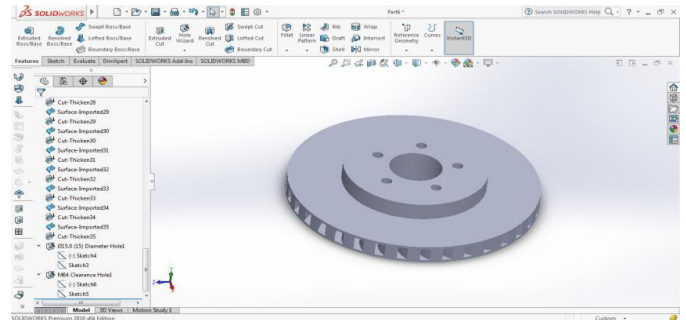 SOLIDWORKS
Part6 *
Search SOLIDWORKS Help
Extruded Boss/Base
Revolved Boss/Base
Swept Boss/Base
Lofted Boss/Base
Boundary Boss/Base
Extruded Cut
Hole Wizard
Revolved Cut
Swept Cut
Lofted Cut
Boundary Cut
Fillet
Linear Pattern
Rib
Draft
Shell
Wrap
Intersect
Mirror
Reference Geometry
Curves
Instant3D
Features Sketch Evaluate DimXpert SOLIDWORKS Add-Ins SOLIDWORKS MBD
Cut-Thicken28
Surface-Imported29
Cut-Thicken29
Surface-Imported30
Cut-Thicken30
Surface-Imported31
Cut-Thicken31
Surface-Imported32
Cut-Thicken32
Surface-Imported33
Cut-Thicken33
Surface-Imported34
Cut-Thicken34
Surface-Imported35
Cut-Thicken35
Ø15.0 (15) Diameter Hole1
(-) Sketch4
Sketch3
M64 Clearance Hole1
(-) Sketch6
Sketch5
Model 3D Views Motion Study 1
SOLIDWORKS Premium 2016 x64 Edition
Custom